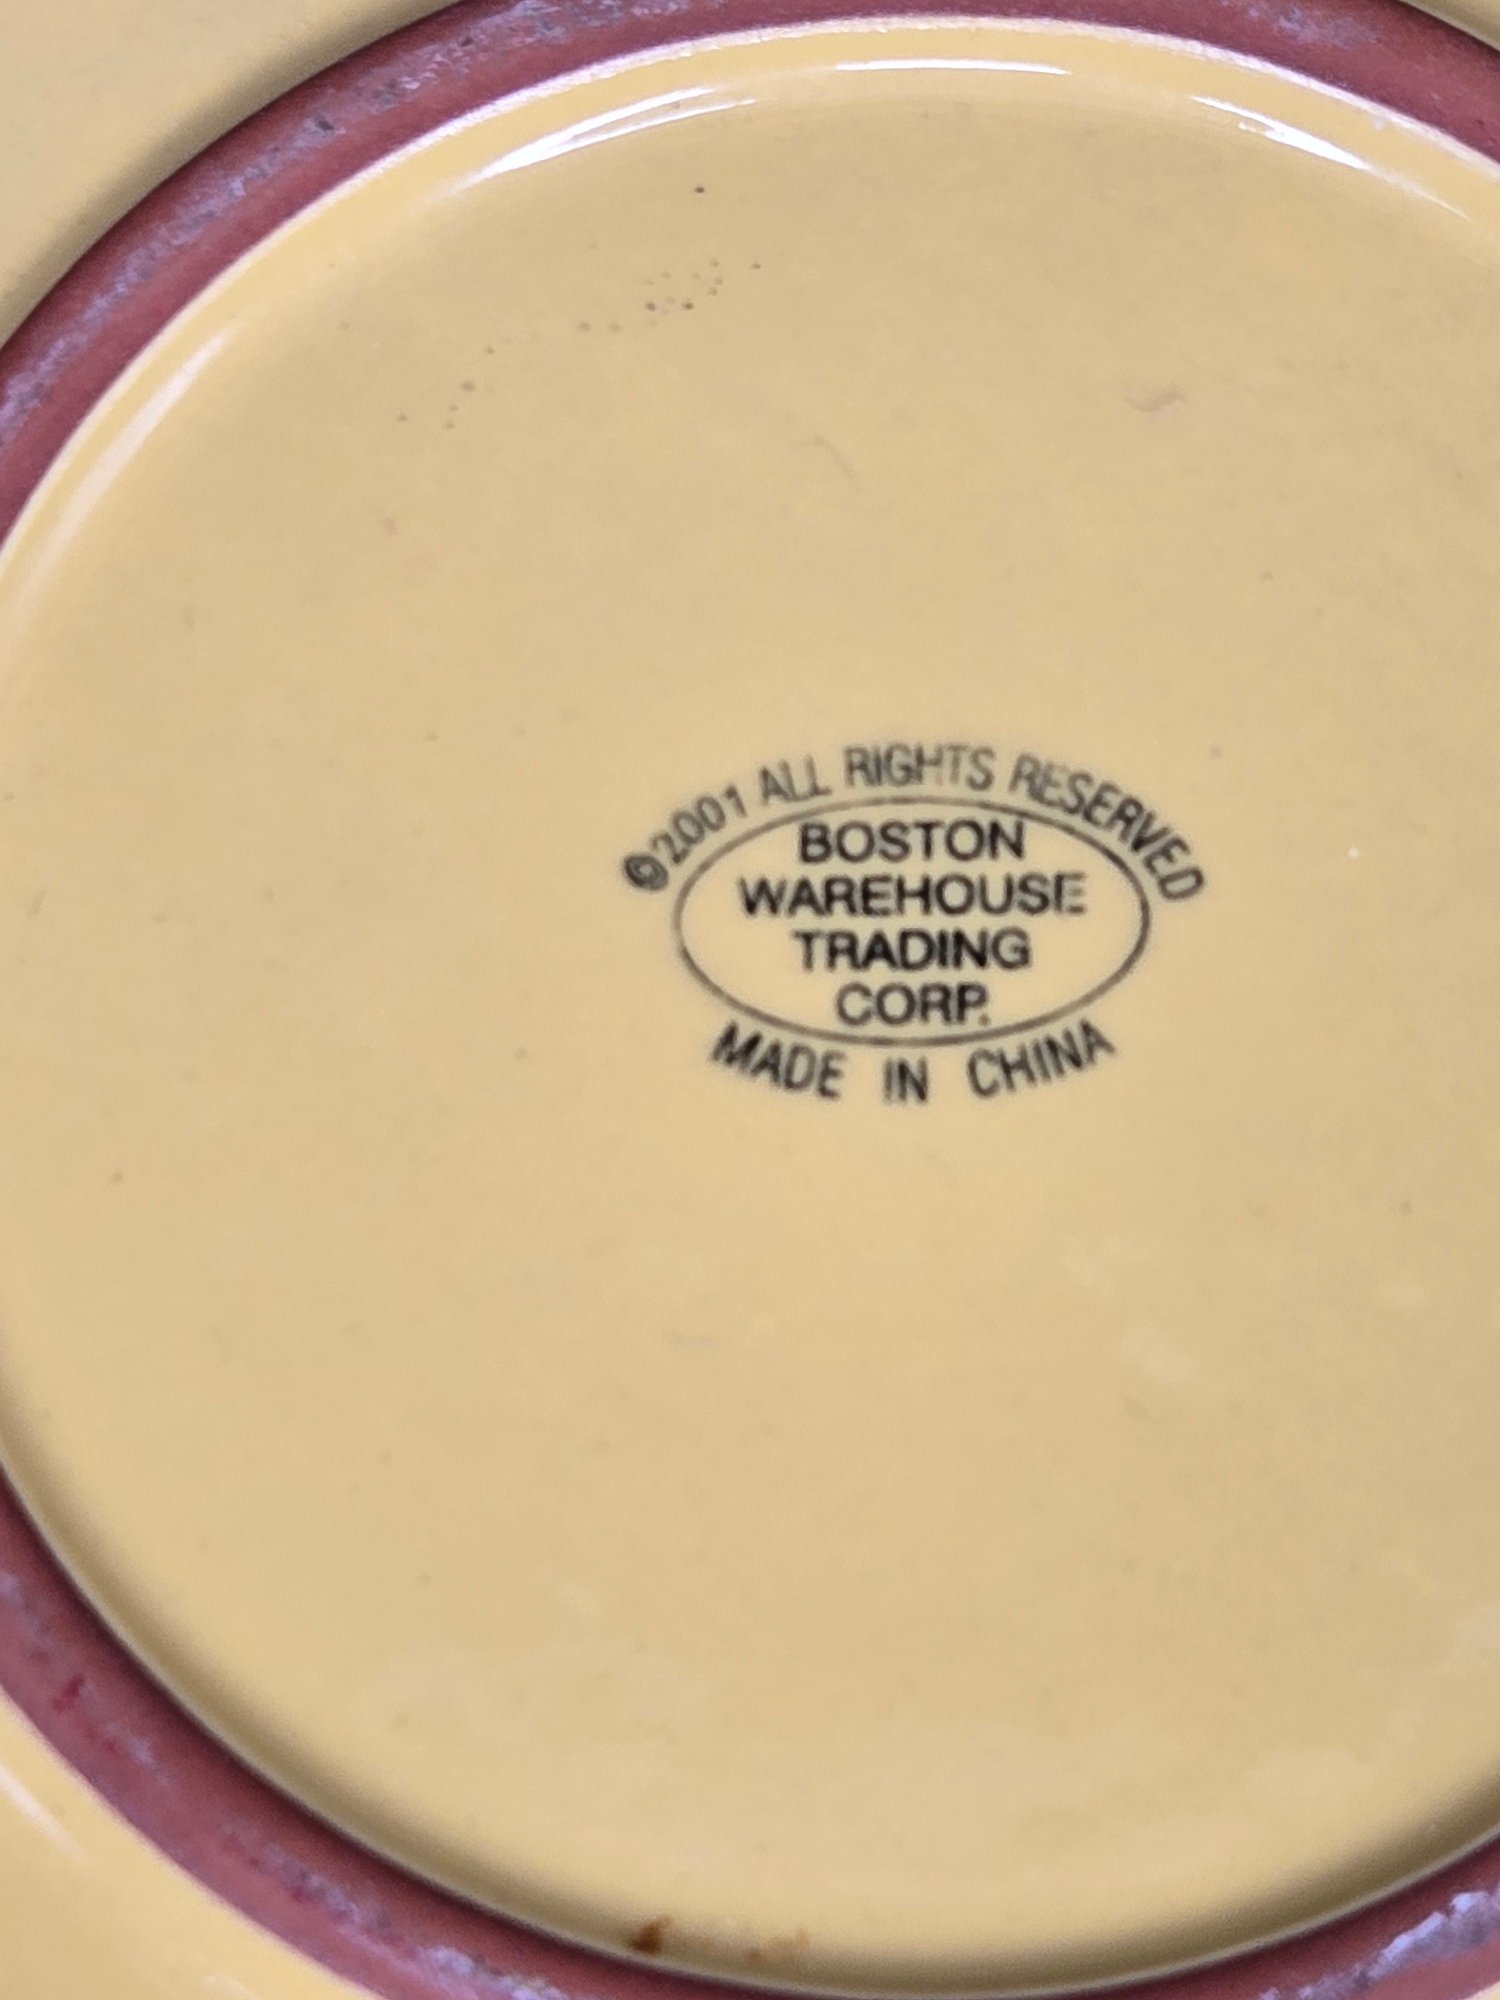 ©2001 ALL RIGHTS RESERVED
BOSTON
WAREHOUSE
TRADING
CORP.
MADE IN CHINA